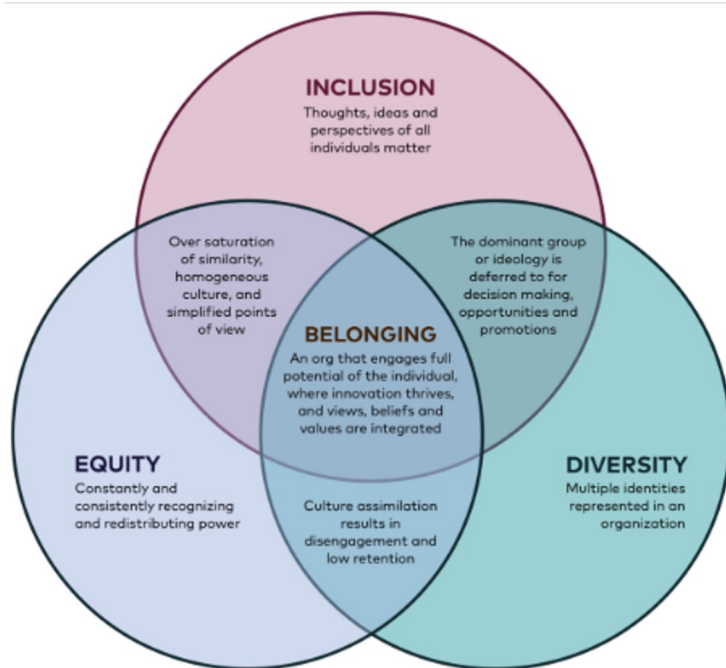 INCLUSION
Thoughts, ideas and
perspectives of all
individuals matter
Over saturation
of similarity,
homogeneous
culture, and
simplified points
of view
The dominant group
or ideology is
deferred to for
decision making,
opportunities and
promotions
BELONGING
An org that engages full
potential of the individual,
where innovation thrives,
and views, beliefs and
values are integrated
EQUITY
Constantly and
consistently recognizing
and redistributing power
DIVERSITY
Multiple identities
represented in an
organization
Culture assimilation
results in
disengagement and
low retention